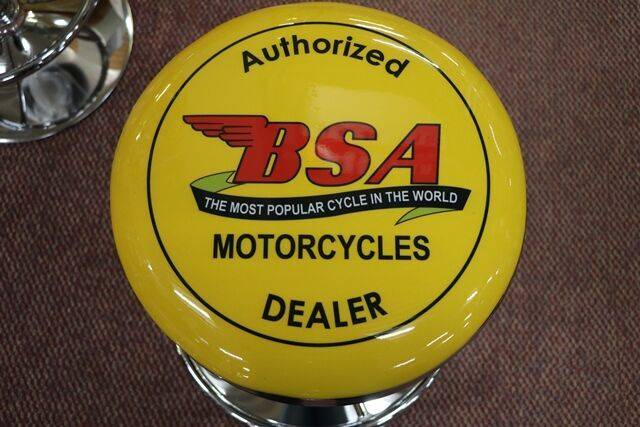 Authorized
BSA
THE MOST POPULAR CYCLE IN THE WORLD
MOTORCYCLES
DEALER